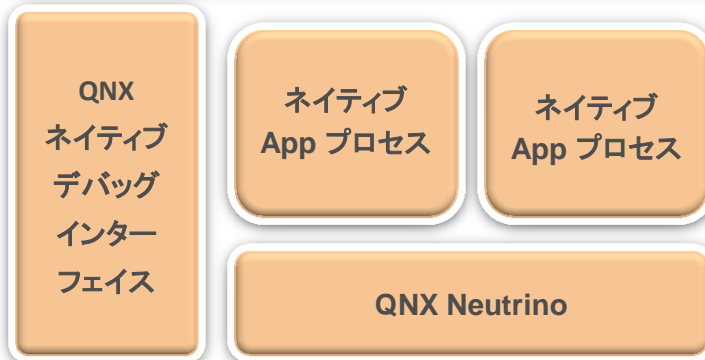 QNX
ネイティブ
デバッグ
インター
フェイス
ネイティブ
App プロセス
ネイティブ
App プロセス
QNX Neutrino